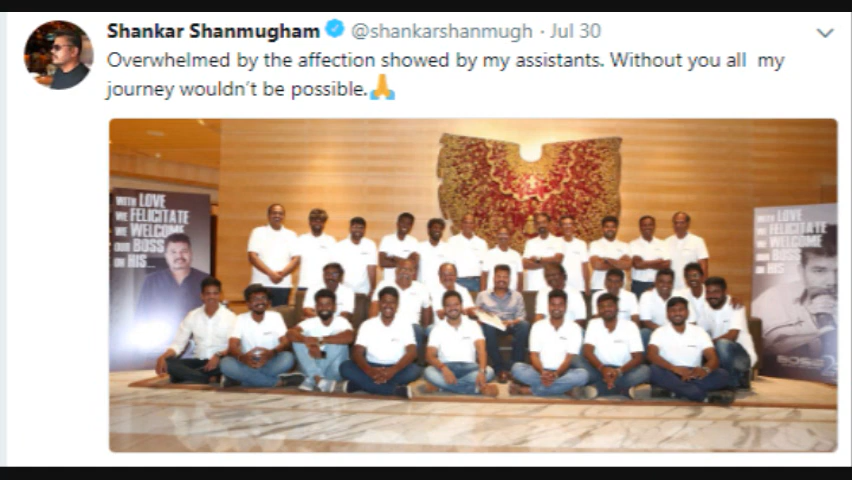 Shankar Shanmugham @shankarshanmugh · Jul 30
Overwhelmed by the affection showed by my assistants. Without you all my
journey wouldn't be possible.🙏
WITH LOVE
WE FELICITATE
WE WELCOME
OUR BOSS
ON HIS...
WITH LOVE
WE FELICITATE
WE WELCOME
OUR BOSS
ON HIS...